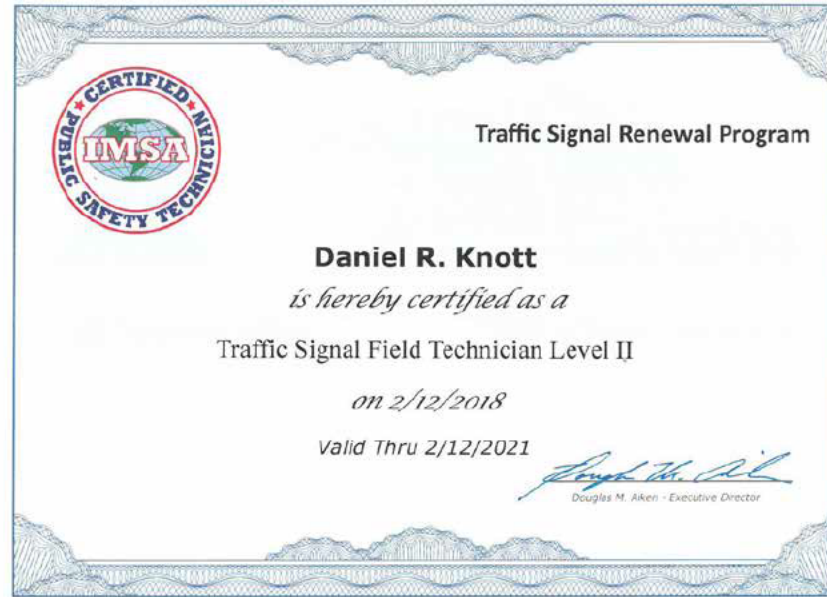 CERTIFIED
PUBLIC SAFETY TECHNICIAN
IMSA
Traffic Signal Renewal Program
Daniel R. Knott
is hereby certified as a
Traffic Signal Field Technician Level II
on 2/12/2018
Valid Thru 2/12/2021
Douglas M. Aiken - Executive Director